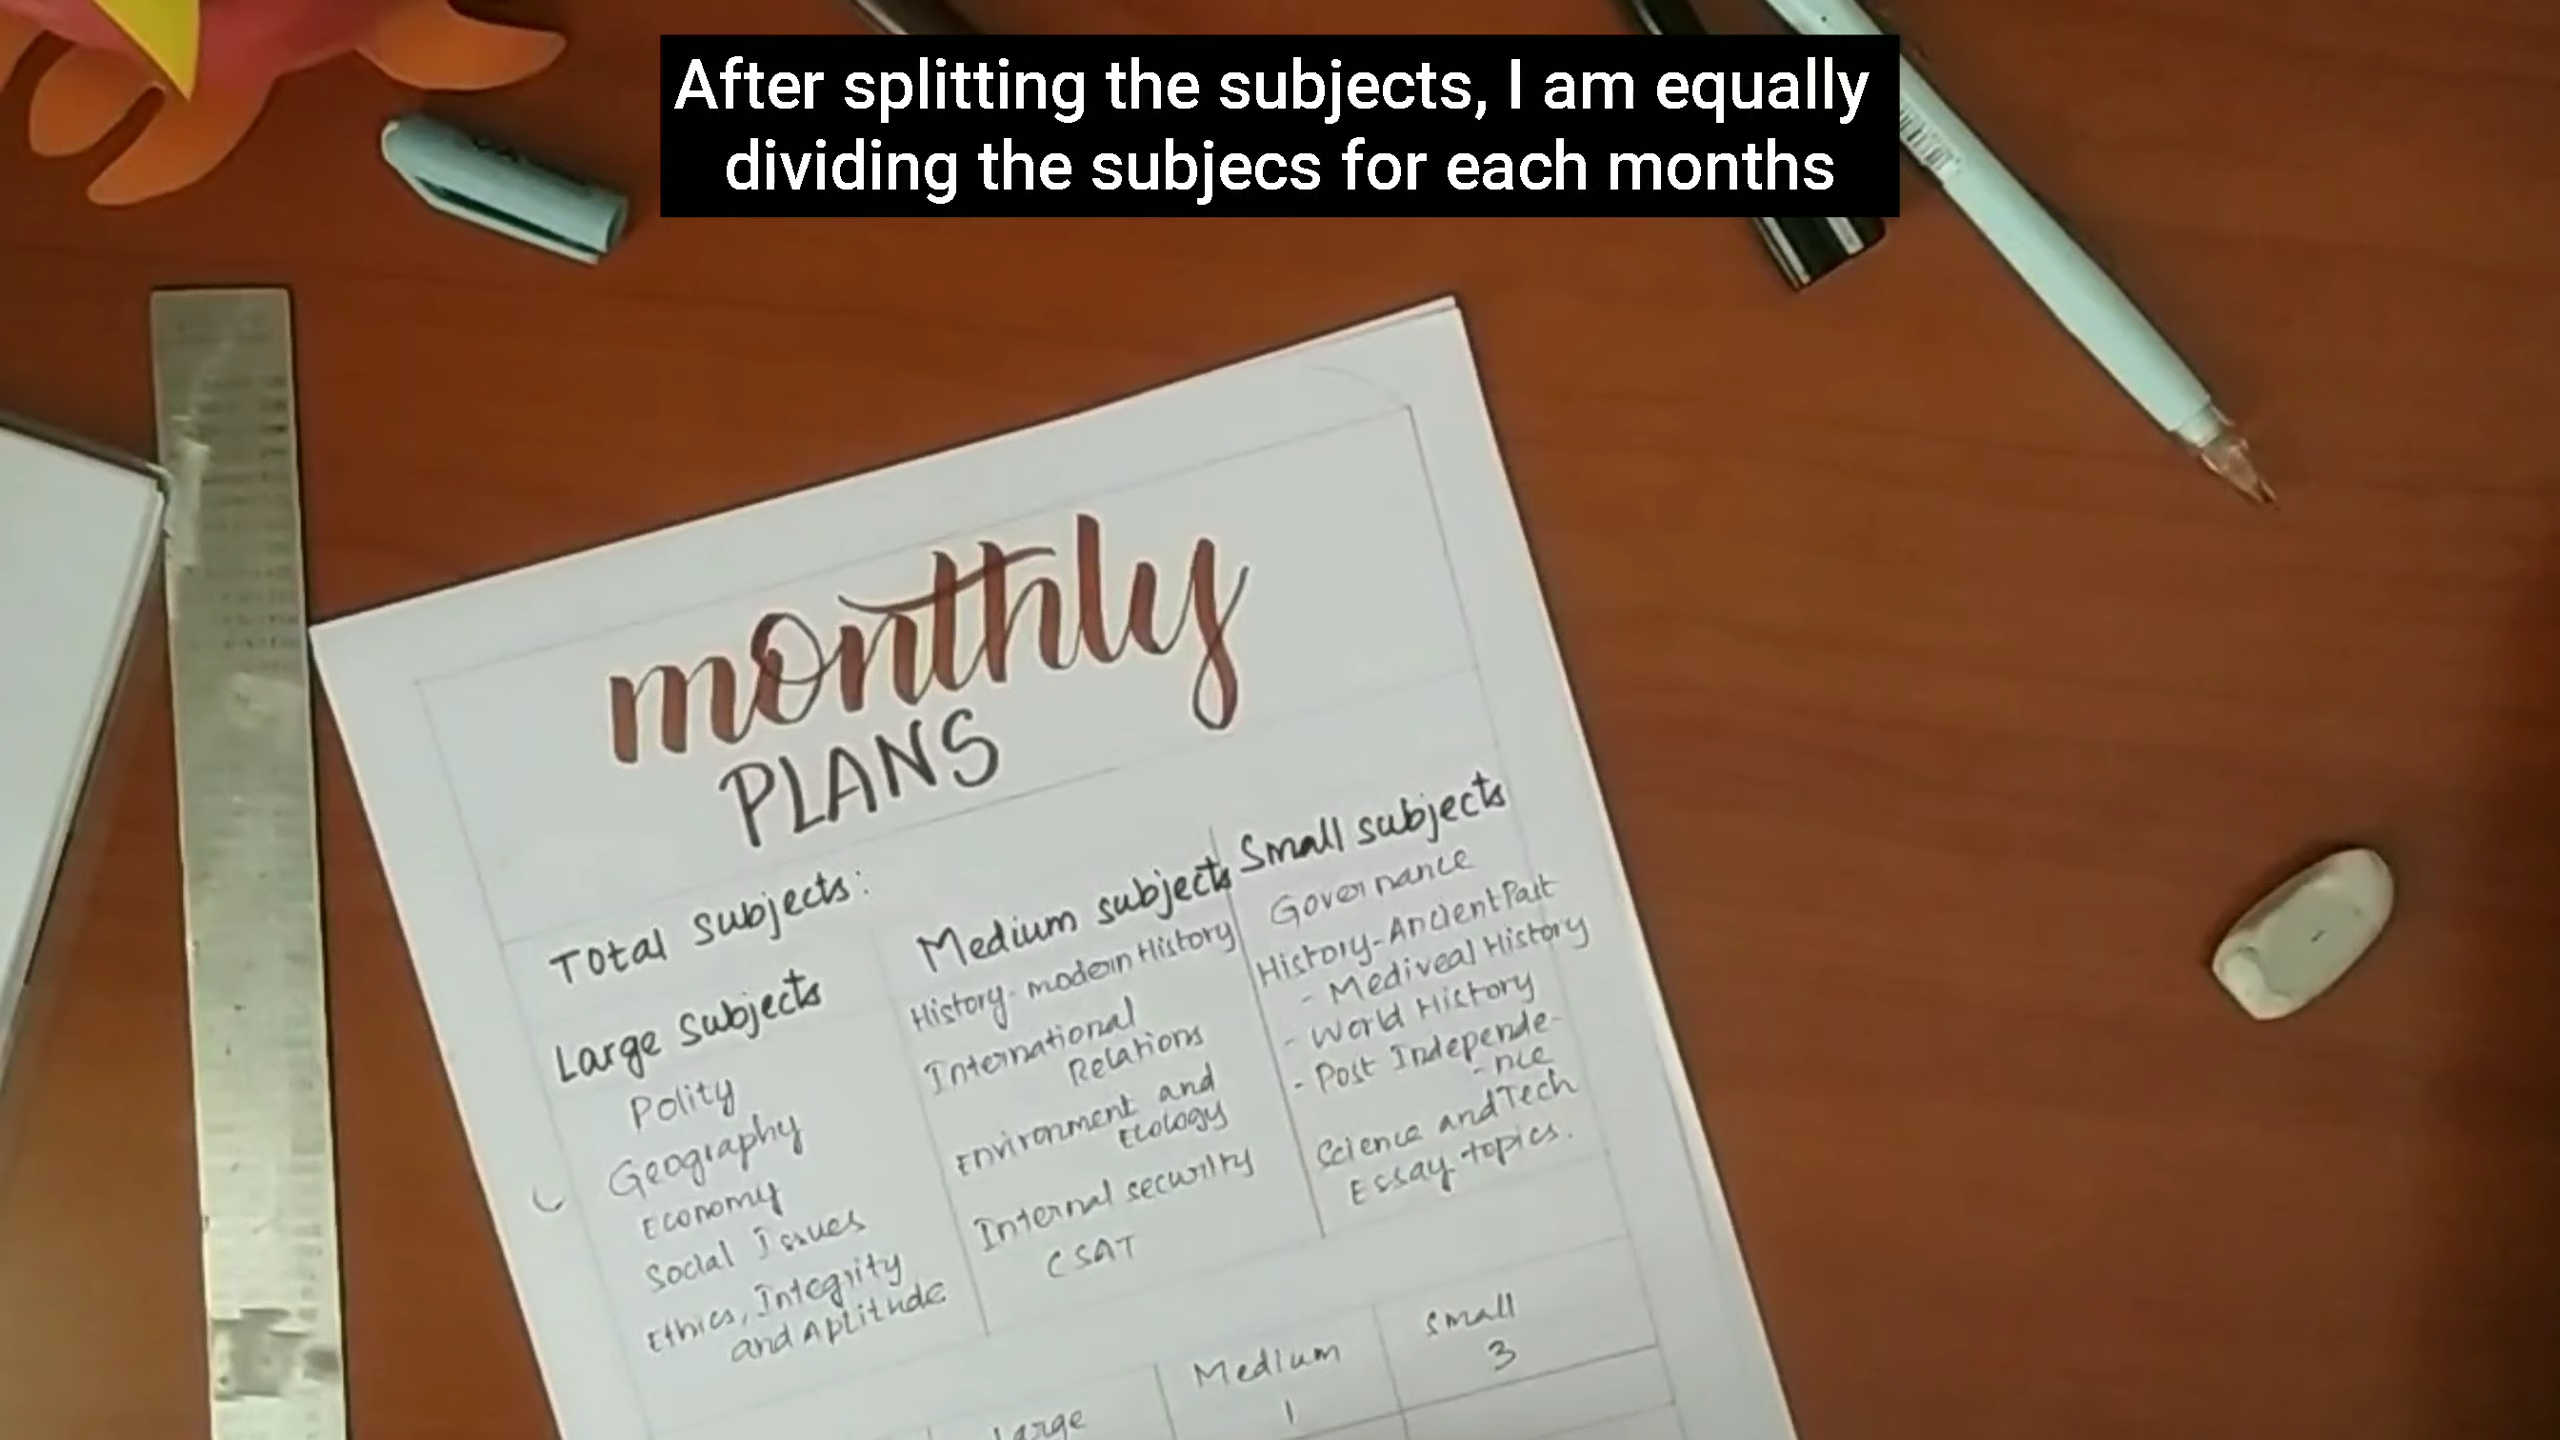 After splitting the subjects, I am equally
dividing the subjecs for each months
monthly
PLANS
Total subjects:
Large subjects
Polity
Geography
Economy
Social Issues
Ethics, Integrity
and Aptitude
Medium subjects
History- modern History
International
Relations
Environment and
Ecology
Internal security
CSAT
Small subjects
Governance
History-Ancient Past
- Mediveal History
- World History
- Post Independe-
-nce
Science and Tech
Essay topics.
Large
Medium
1
Small
3